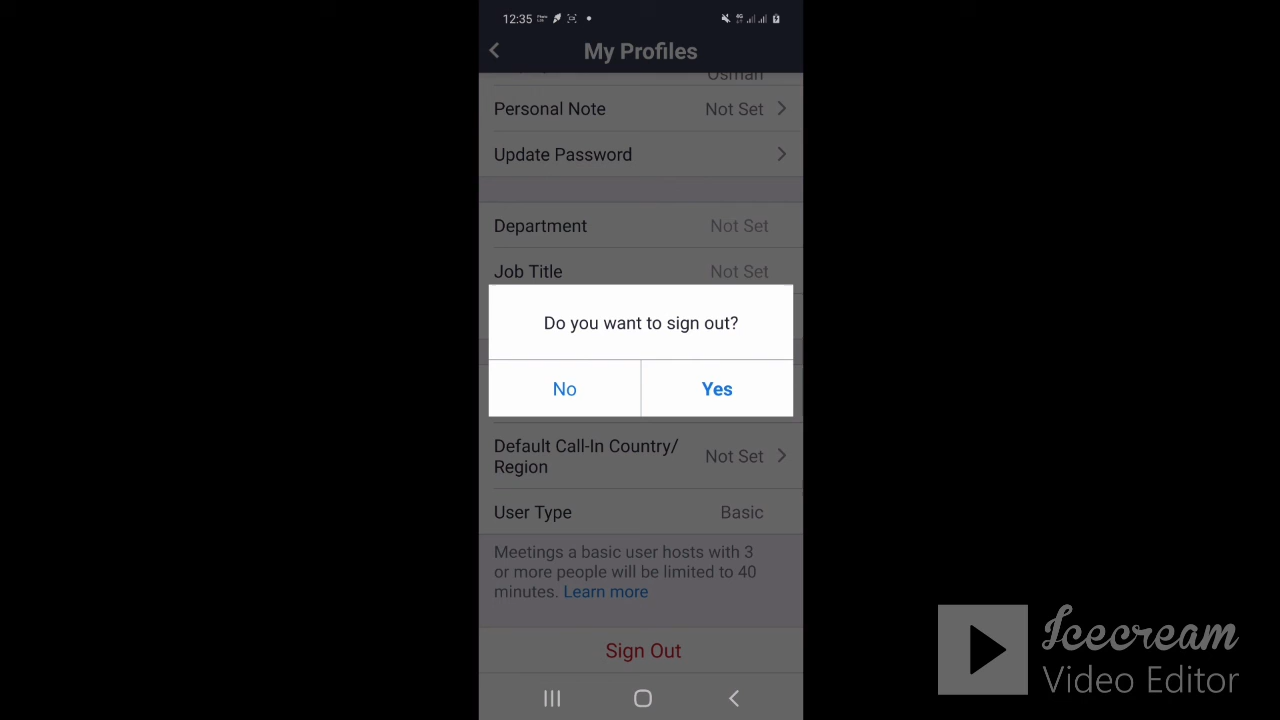 12:35
My Profiles
Osman
Personal Note Not Set
Update Password
Department Not Set
Job Title Not Set
Do you want to sign out?
No Yes
Default Call-In Country/
Region Not Set
User Type Basic
Meetings a basic user hosts with 3
or more people will be limited to 40
minutes. Learn more
Sign Out
Icecream
Video Editor